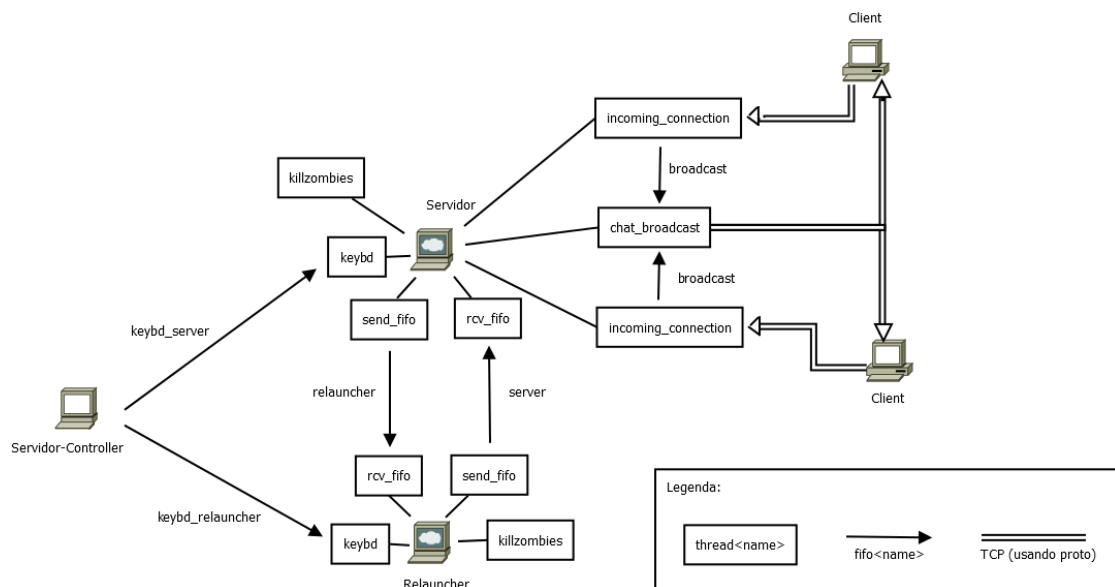 Client
incoming_connection
broadcast
killzombies
Servidor
chat_broadcast
keybd
broadcast
send_fifo
rcv_fifo
incoming_connection
keybd_server
relauncher
server
Client
Servidor-Controller
rcv_fifo
send_fifo
keybd_relauncher
keybd
killzombies
Relauncher
Legenda:
thread<name>
fifo<name>
TCP (usando proto)